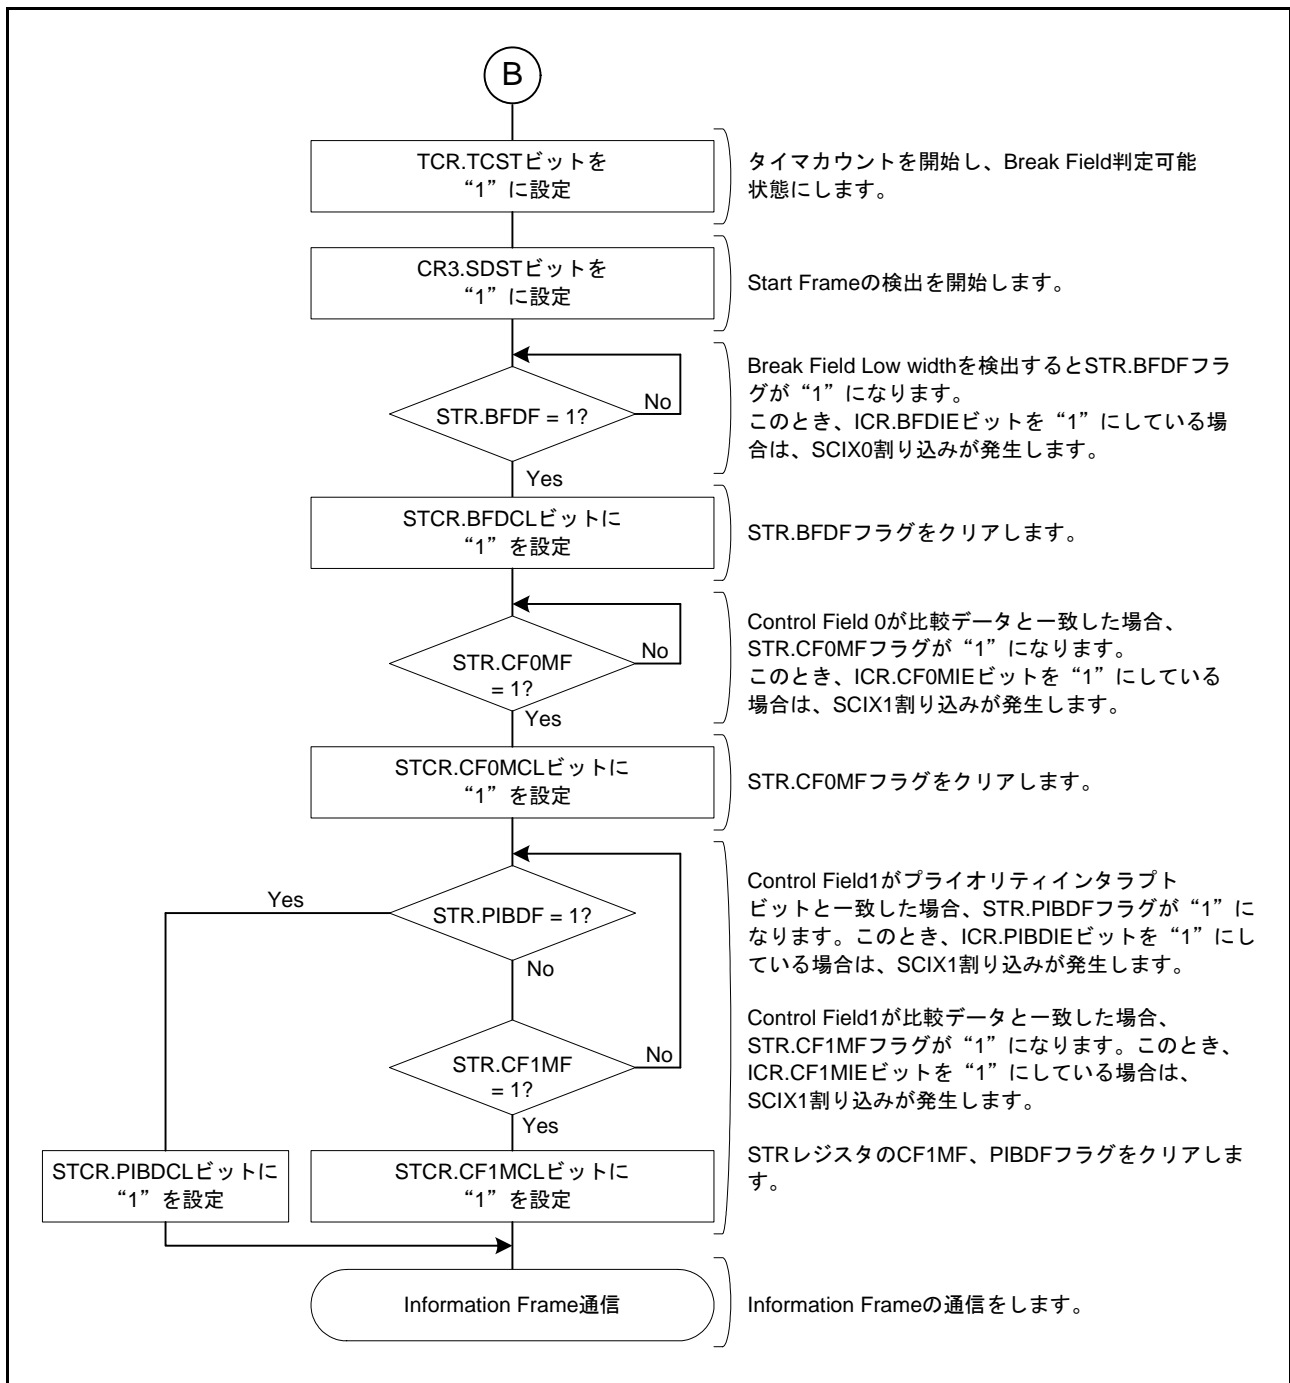 B
TCR.TCSTビットを
“1”に設定
タイマカウントを開始し、Break Field判定可能
状態にします。
CR3.SDSTビットを
“1”に設定
Start Frameの検出を開始します。
STR.BFDF = 1?
No
Yes
Break Field Low widthを検出するとSTR.BFDFフラ
グが“1”になります。
このとき、ICR.BFDIEビットを“1”にしている場
合は、SCIX0割り込みが発生します。
STCR.BFDCLビットに
“1”を設定
STR.BFDFフラグをクリアします。
STR.CF0MF
= 1?
No
Yes
Control Field 0が比較データと一致した場合、
STR.CF0MFフラグが“1”になります。
このとき、ICR.CF0MIEビットを“1”にしている
場合は、SCIX1割り込みが発生します。
STCR.CF0MCLビットに
“1”を設定
STR.CF0MFフラグをクリアします。
Yes
STR.PIBDF = 1?
No
Control Field1がプライオリティインタラプト
ビットと一致した場合、STR.PIBDFフラグが“1”に
なります。このとき、ICR.PIBDIEビットを“1”にし
ている場合は、SCIX1割り込みが発生します。
STR.CF1MF
= 1?
No
Yes
Control Field1が比較データと一致した場合、
STR.CF1MFフラグが“1”になります。このとき、
ICR.CF1MIEビットを“1”にしている場合は、
SCIX1割り込みが発生します。
STCR.PIBDCLビットに
“1”を設定
STCR.CF1MCLビットに
“1”を設定
STRレジスタのCF1MF、PIBDFフラグをクリアしま
す。
Information Frame通信
Information Frameの通信をします。